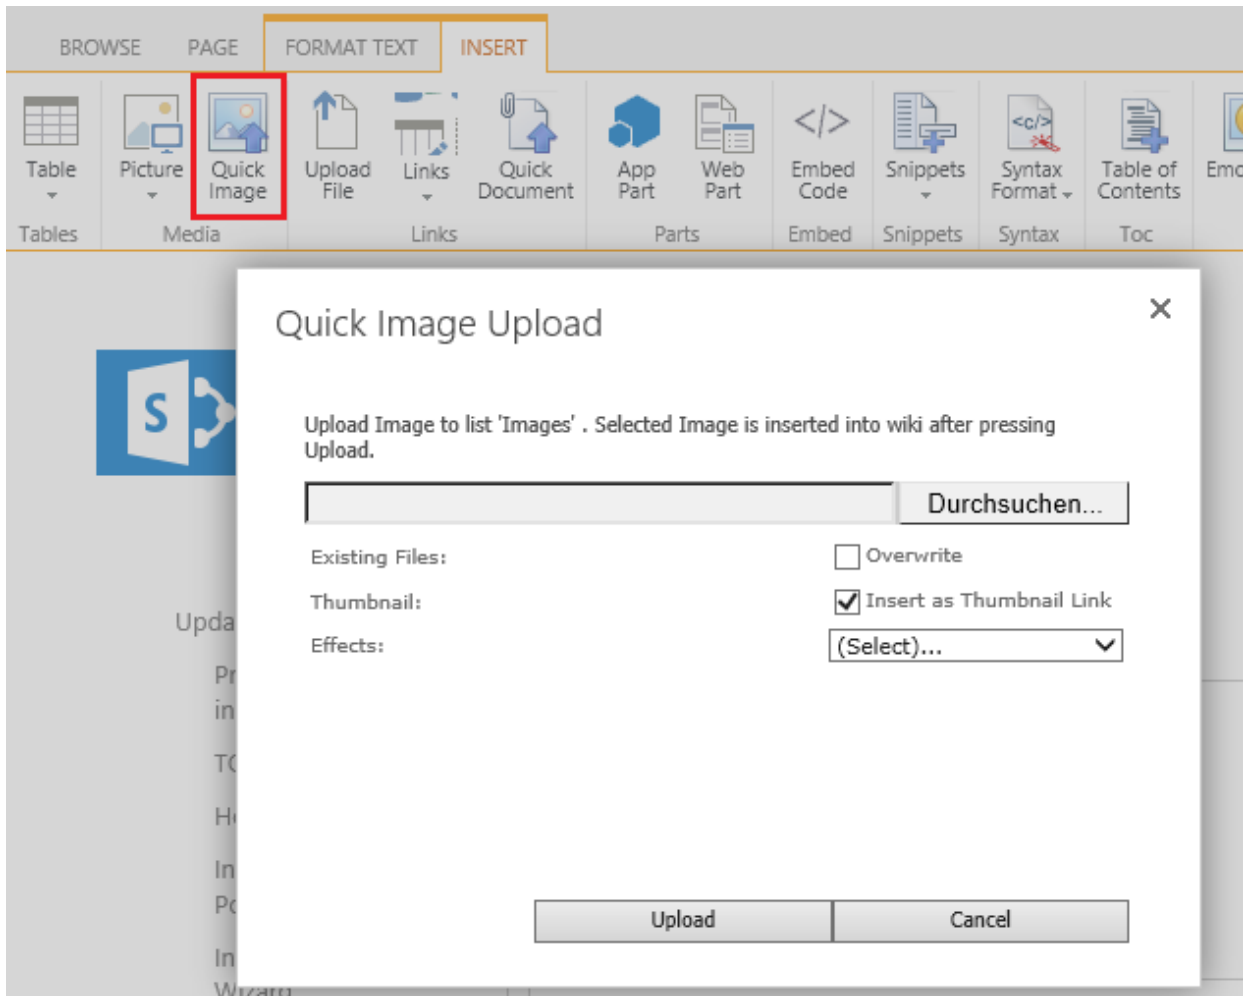 BROWSE PAGE FORMAT TEXT INSERT
Table Picture Quick Image Upload File Links Quick Document App Part Web Part Embed Code Snippets Syntax Format Table of Contents
Tables Media Links Parts Embed Snippets Syntax Toc
Quick Image Upload
S
Upload Image to list 'Images' . Selected Image is inserted into wiki after pressing
Upload.
Durchsuchen...
Existing Files: Overwrite
Thumbnail: Insert as Thumbnail Link
Effects: (Select)...
Upload Cancel
Wizard